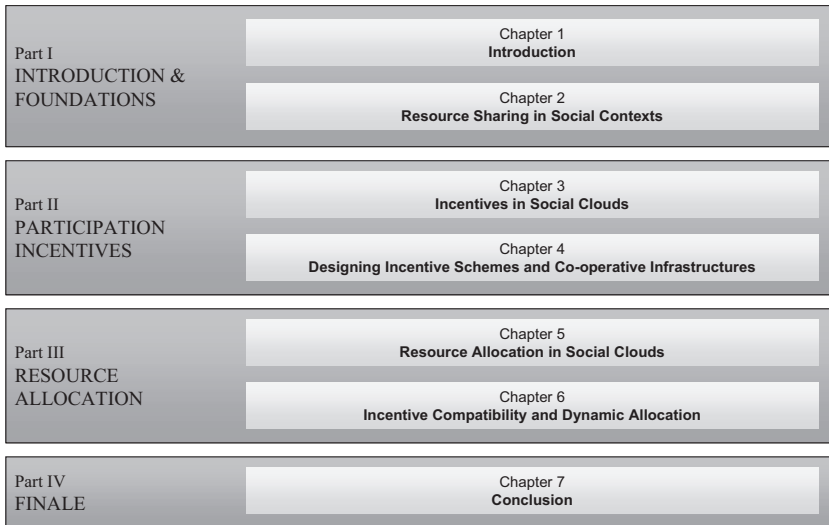 Part I
INTRODUCTION &
FOUNDATIONS
Chapter 1
Introduction
Chapter 2
Resource Sharing in Social Contexts
Part II
PARTICIPATION
INCENTIVES
Chapter 3
Incentives in Social Clouds
Chapter 4
Designing Incentive Schemes and Co-operative Infrastructures
Part III
RESOURCE
ALLOCATION
Chapter 5
Resource Allocation in Social Clouds
Chapter 6
Incentive Compatibility and Dynamic Allocation
Part IV
FINALE
Chapter 7
Conclusion